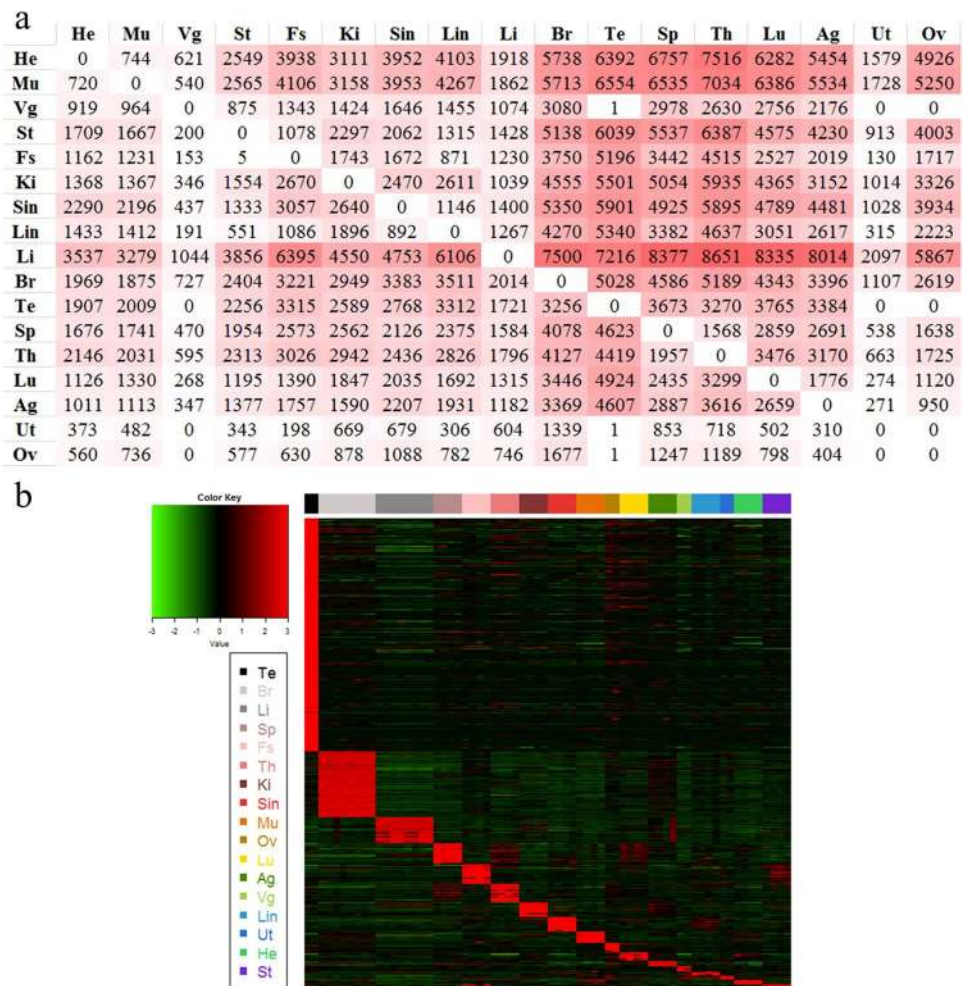 a
He Mu Vg St Fs Ki Sin Lin Li Br Te Sp Th Lu Ag Ut Ov
He 0 744 621 2549 3938 3111 3952 4103 1918 5738 6392 6757 7516 6282 5454 1579 4926
Mu 720 0 540 2565 4106 3158 3953 4267 1862 5713 6554 6535 7034 6386 5534 1728 5250
Vg 919 964 0 875 1343 1424 1646 1455 1074 3080 1 2978 2630 2756 2176 0 0
St 1709 1667 200 0 1078 2297 2062 1315 1428 5138 6039 5537 6387 4575 4230 913 4003
Fs 1162 1231 153 5 0 1743 1672 871 1230 3750 5196 3442 4515 2527 2019 130 1717
Ki 1368 1367 346 1554 2670 0 2470 2611 1039 4555 5501 5054 5935 4365 3152 1014 3326
Sin 2290 2196 437 1333 3057 2640 0 1146 1400 5350 5901 4925 5895 4789 4481 1028 3934
Lin 1433 1412 191 551 1086 1896 892 0 1267 4270 5340 3382 4637 3051 2617 315 2223
Li 3537 3279 1044 3856 6395 4550 4753 6106 0 7500 7216 8377 8651 8335 8014 2097 5867
Br 1969 1875 727 2404 3221 2949 3383 3511 2014 0 5028 4586 5189 4343 3396 1107 2619
Te 1907 2009 0 2256 3315 2589 2768 3312 1721 3256 0 3673 3270 3765 3384 0 0
Sp 1676 1741 470 1954 2573 2562 2126 2375 1584 4078 4623 0 1568 2859 2691 538 1638
Th 2146 2031 595 2313 3026 2942 2436 2826 1796 4127 4419 1957 0 3476 3170 663 1725
Lu 1126 1330 268 1195 1390 1847 2035 1692 1315 3446 4924 2435 3299 0 1776 274 1120
Ag 1011 1113 347 1377 1757 1590 2207 1931 1182 3369 4607 2887 3616 2659 0 271 950
Ut 373 482 0 343 198 669 679 306 604 1339 1 853 718 502 310 0 0
Ov 560 736 0 577 630 878 1088 782 746 1677 1 1247 1189 798 404 0 0
b
Color Key
-3 -2 -1 0 1 2 3
Value
Te
Br
Li
Sp
Fs
Th
Ki
Sin
Mu
Ov
Lu
Ag
Vg
Lin
Ut
He
St